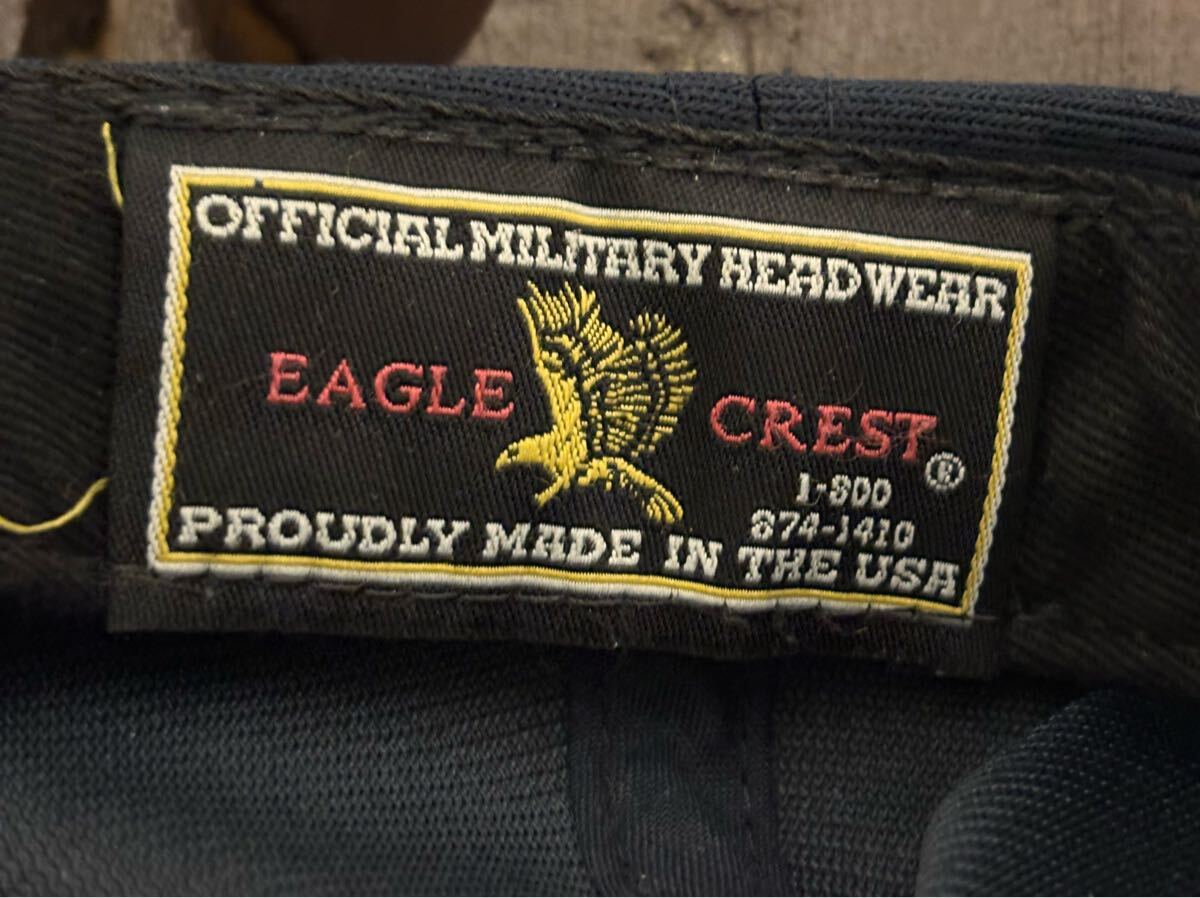 OFFICIAL MILITARY HEADWEAR
EAGLE CREST®
1-800
874-1410
PROUDLY MADE IN THE USA